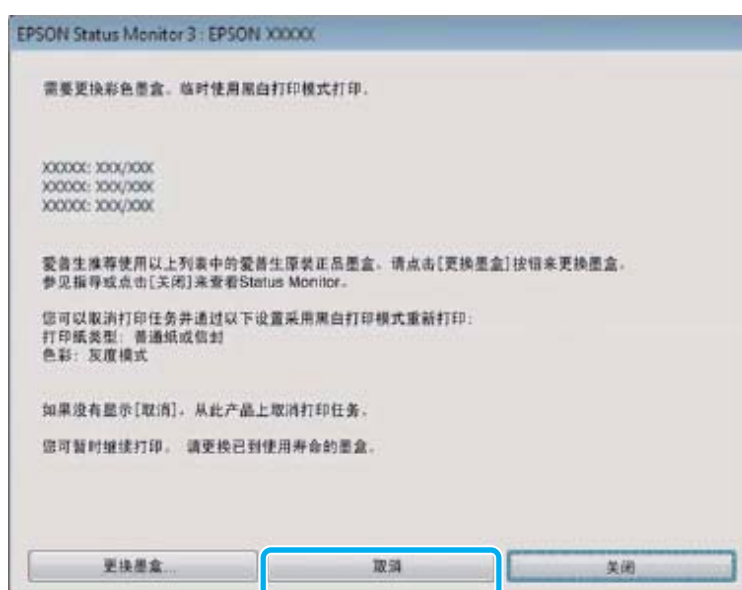 EPSON Status Monitor 3 : EPSON XXXXX
需要更换彩色墨盒。临时使用黑白打印模式打印。
XXXXX: XXX/XXX
XXXXX: XXX/XXX
XXXXX: XXX/XXX
爱普生推荐使用以上列表中的爱普生原装正品墨盒。请点击[更换墨盒]按钮来更换墨盒。
参见指导或点击[关闭]来查看Status Monitor。
您可以取消打印任务并通过以下设置采用黑白打印模式重新打印:
打印纸类型: 普通纸或信封
色彩: 灰度模式
如果没有显示[取消]，从此产品上取消打印任务。
您可暂时继续打印。 请更换已到使用寿命的墨盒。
更换墨盒...
取消
关闭